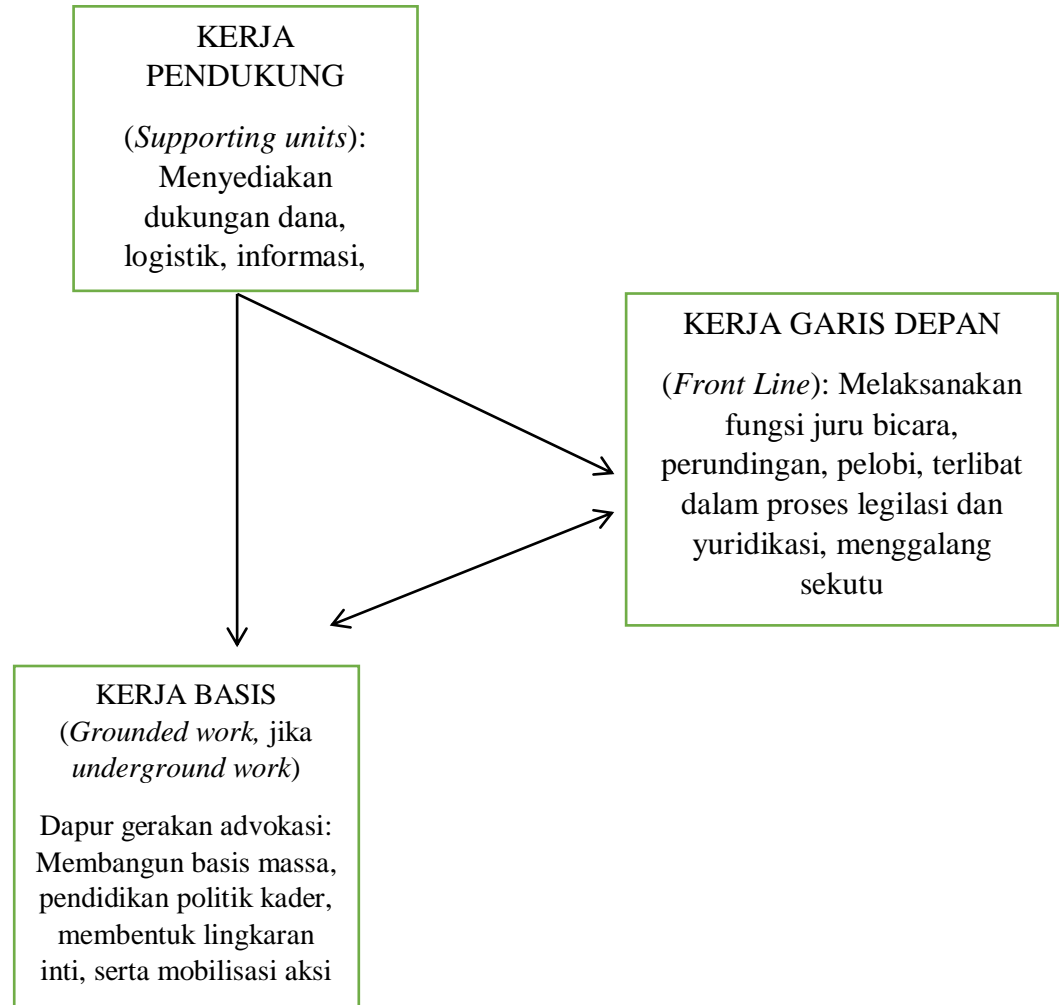 KERJA
PENDUKUNG
(Supporting units):
Menyediakan
dukungan dana,
logistik, informasi,
KERJA GARIS DEPAN
(Front Line): Melaksanakan
fungsi juru bicara,
perundingan, pelobi, terlibat
dalam proses legilasi dan
yuridikasi, menggalang
sekutu
KERJA BASIS
(Grounded work, jika
underground work)
Dapur gerakan advokasi:
Membangun basis massa,
pendidikan politik kader,
membentuk lingkaran
inti, serta mobilisasi aksi